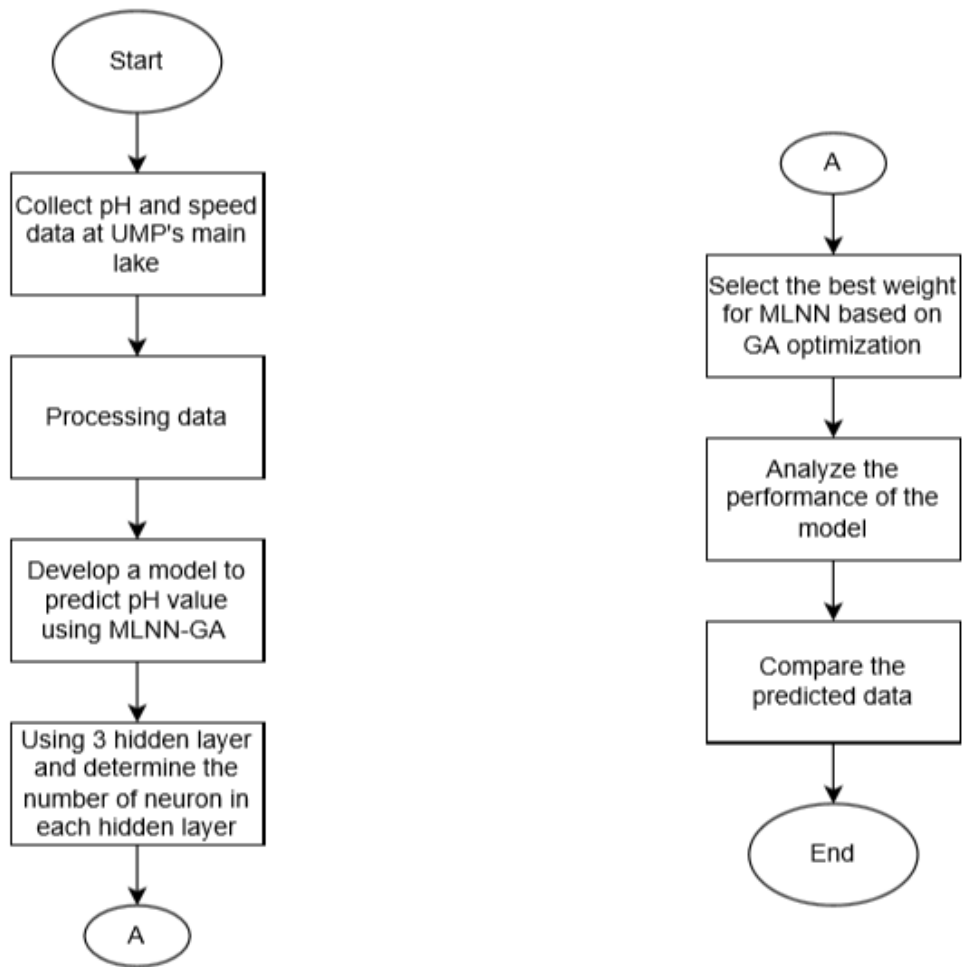 Start
Collect pH and speed
data at UMP's main
lake
Processing data
Develop a model to
predict pH value
using MLNN-GA
Using 3 hidden layer
and determine the
number of neuron in
each hidden layer
A
A
Select the best weight
for MLNN based on
GA optimization
Analyze the
performance of the
model
Compare the
predicted data
End